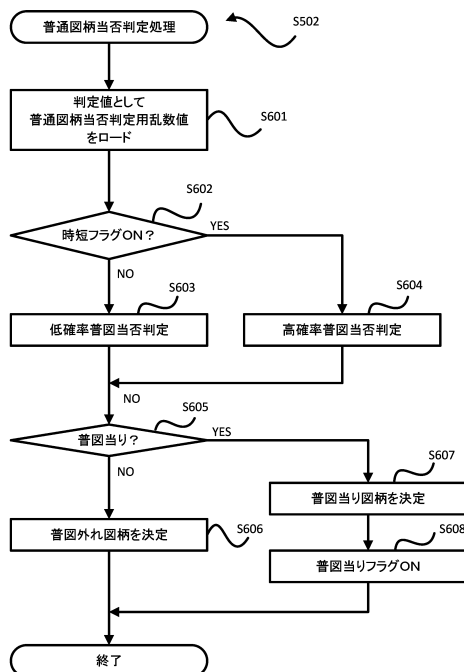 普通図柄当否判定処理
S502
判定値として
普通図柄当否判定用乱数値
をロード
S601
S602
時短フラグON？
YES
NO
S603
S604
低確率普図当否判定
高確率普図当否判定
NO
S605
普図当り？
YES
NO
S607
普図当り図柄を決定
普図外れ図柄を決定
S606
S608
普図当りフラグON
終了